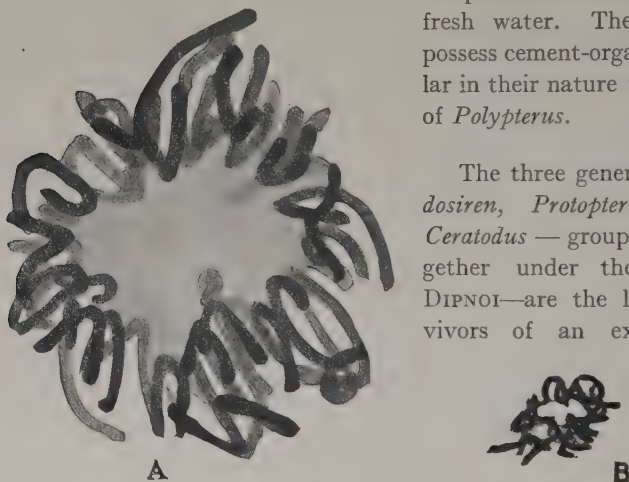 fresh water. The
possess cement-orga
lar in their nature
of Polypterus.
The three gener
dosiren, Protopter
Ceratodus — group
gether under the
DIPNOI—are the l
vivors of an ex
A
B